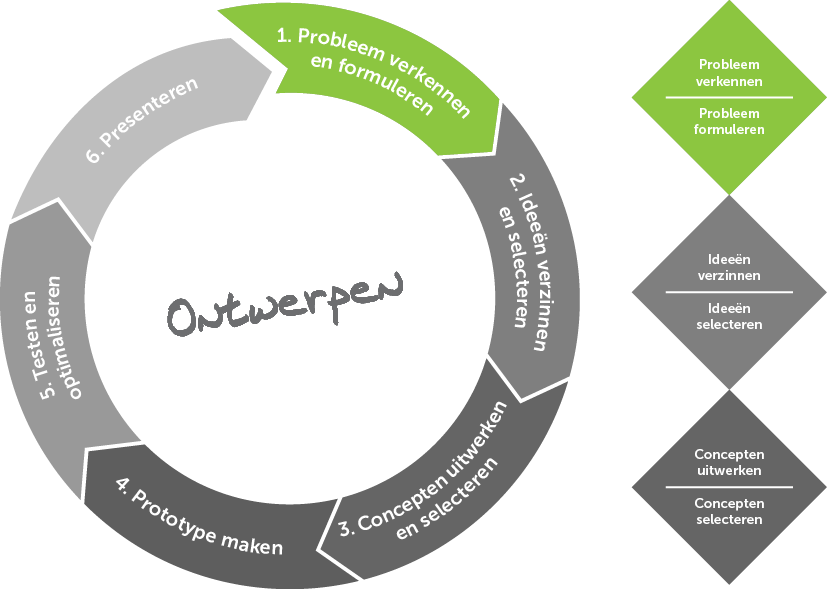 1. Probleem verkennen
en formuleren
2. Ideeën verzinnen
en selecteren
3. Concepten uitwerken
en selecteren
4. Prototype maken
5. Testen en
optimaliseren
6. Presenteren
Ontwerpen
Probleem
verkennen
Probleem
formuleren
Ideeën
verzinnen
Ideeën
selecteren
Concepten
uitwerken
Concepten
selecteren